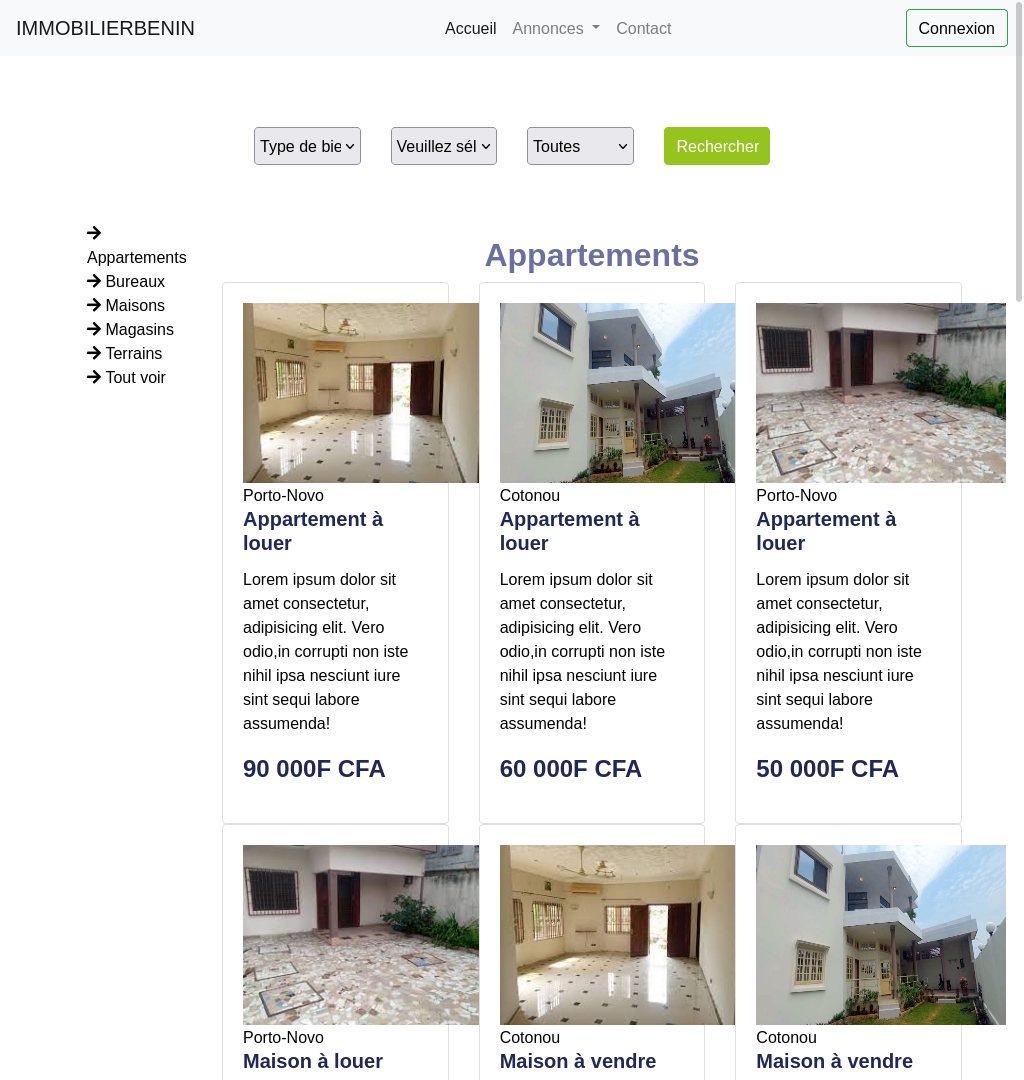 IMMOBILIERBENIN
Accueil
Annonces
Contact
Connexion
Type de bie
Veuillez sél
Toutes
Rechercher
Appartements
Bureaux
Maisons
Magasins
Terrains
Tout voir
Appartements
Porto-Novo
Appartement à
louer
Lorem ipsum dolor sit
amet consectetur,
adipisicing elit. Vero
odio,in corrupti non iste
nihil ipsa nesciunt iure
sint sequi labore
assumenda!
90 000F CFA
Cotonou
Appartement à
louer
Lorem ipsum dolor sit
amet consectetur,
adipisicing elit. Vero
odio,in corrupti non iste
nihil ipsa nesciunt iure
sint sequi labore
assumenda!
60 000F CFA
Porto-Novo
Appartement à
louer
Lorem ipsum dolor sit
amet consectetur,
adipisicing elit. Vero
odio,in corrupti non iste
nihil ipsa nesciunt iure
sint sequi labore
assumenda!
50 000F CFA
Porto-Novo
Maison à louer
Cotonou
Maison à vendre
Cotonou
Maison à vendre